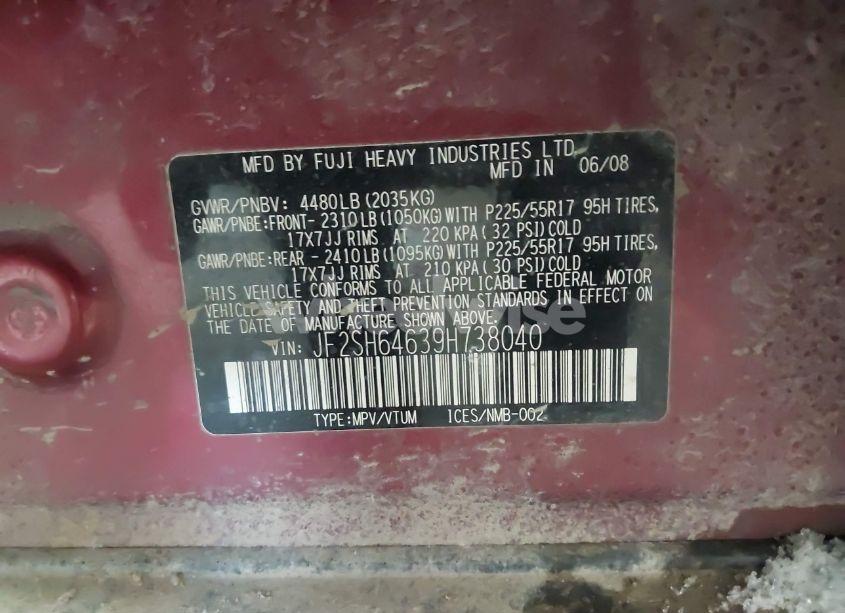 MFD BY FUJI HEAVY INDUSTRIES LTD.
MFD IN 06/08
GVWR/PNBV: 4480LB(2035KG)
GAWR/PNBE:FRONT- 2310LB(1050KG)WITH P225/55R17 95H TIRES,
17X7JJ RIMS AT 220 KPA(32 PSI)COLD
GAWR/PNBE:REAR - 2410LB(1095KG)WITH P225/55R17 95H TIRES,
17X7JJ RIMS AT 210 KPA(30 PSI)COLD
THIS VEHICLE CONFORMS TO ALL APPLICABLE FEDERAL MOTOR
VEHICLE SAFETY AND THEFT PREVENTION STANDARDS IN EFFECT ON
THE DATE OF MANUFACTURE SHOWN ABOVE.
VIN: JF2SH64639H738040
TYPE:MPV/VTUM ICES/NMB-002